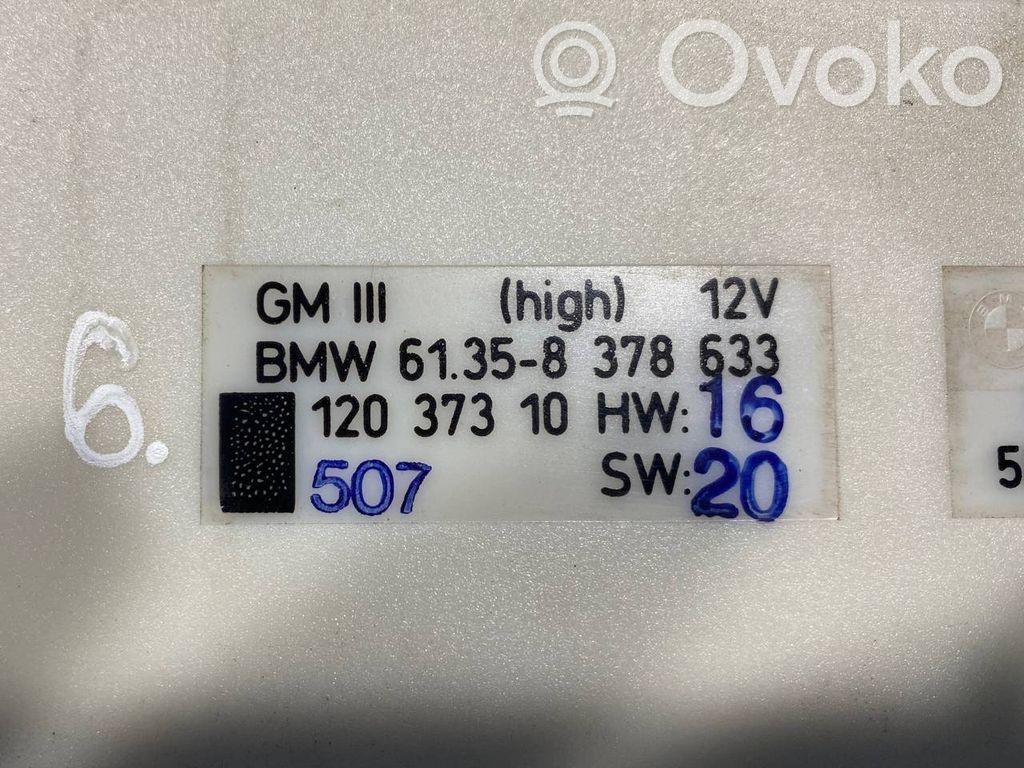 Ovoko
GM III (high) 12V
BMW 61.35-8 378 633
120 373 10 HW: 16
507 SW: 20
6.
5